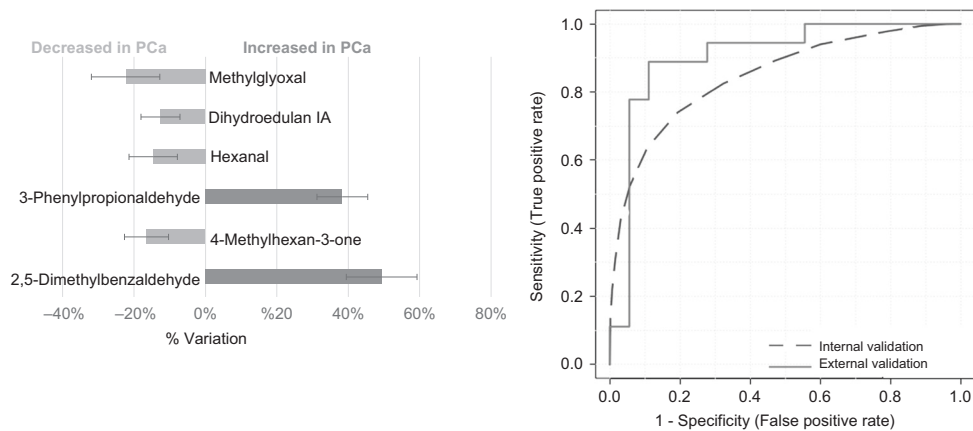 Decreased in PCa
Increased in PCa
Methylglyoxal
Dihydroedulan IA
Hexanal
3-Phenylpropionaldehyde
4-Methylhexan-3-one
2,5-Dimethylbenzaldehyde
–40% –20% 0% %20 40% 60% 80%
% Variation
Sensitivity (True positive rate)
1.0
0.8
0.6
0.4
0.2
0.0
Internal validation
External validation
0.0 0.2 0.4 0.6 0.8 1.0
1 - Specificity (False positive rate)